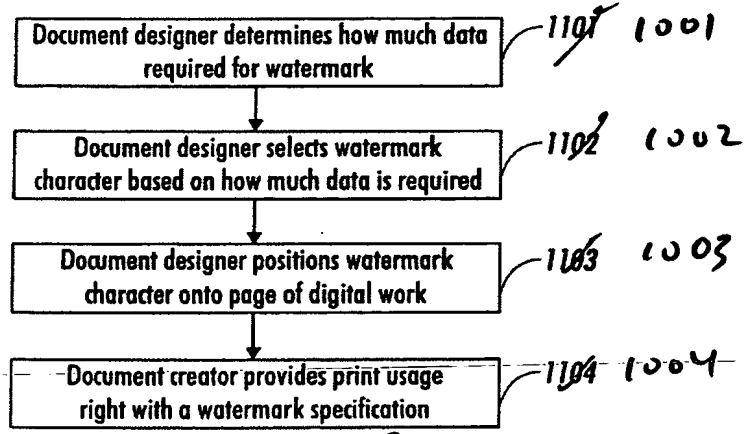 Document designer determines how much data
required for watermark
1101 1001
Document designer selects watermark
character based on how much data is required
1102 1002
Document designer positions watermark
character onto page of digital work
1103 1003
Document creator provides print usage
right with a watermark specification
1104 1004